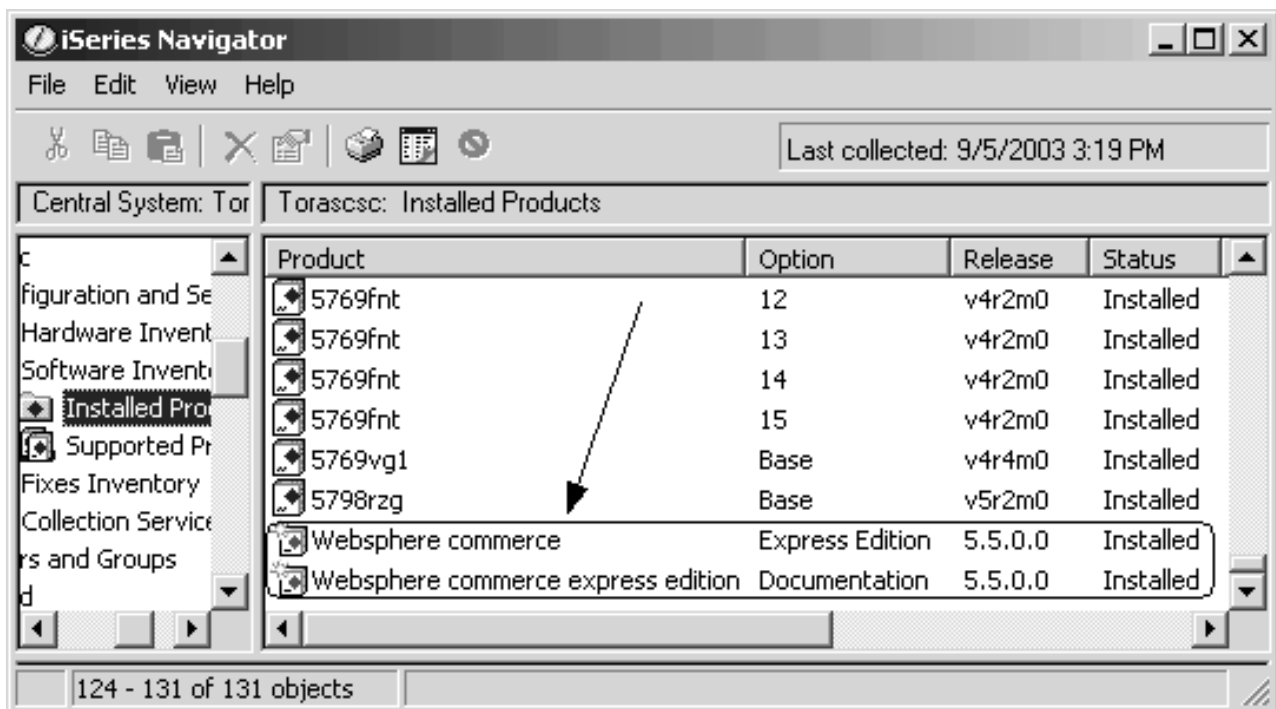 iSeries Navigator
File Edit View Help
Last collected: 9/5/2003 3:19 PM
Central System: Tor
Torascsc: Installed Products
c
figuration and Se
Hardware Invent
Software Invent
Installed Pro
Supported Pr
Fixes Inventory
Collection Service
rs and Groups
d
Product Option Release Status
5769fnt 12 v4r2m0 Installed
5769fnt 13 v4r2m0 Installed
5769fnt 14 v4r2m0 Installed
5769fnt 15 v4r2m0 Installed
5769vg1 Base v4r4m0 Installed
5798rzg Base v5r2m0 Installed
Websphere commerce Express Edition 5.5.0.0 Installed
Websphere commerce express edition Documentation 5.5.0.0 Installed
124 - 131 of 131 objects